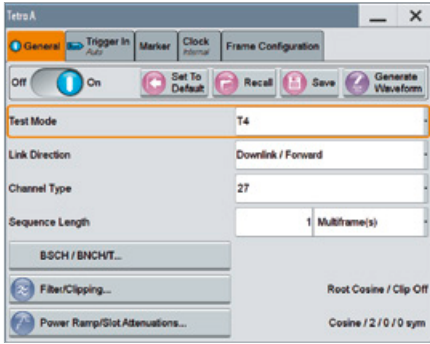 Tetra A
General
Trigger In
Auto
Marker
Clock
Internal
Frame Configuration
Off
On
Set To
Default
Recall
Save
Generate
Waveform
Test Mode
T4
Link Direction
Downlink / Forward
Channel Type
27
Sequence Length
1 Multiframe(s)
BSCH / BNCH/T...
Filter/Clipping...
Root Cosine / Clip Off
Power Ramp/Slot Attenuations...
Cosine / 2 / 0 / 0 sym